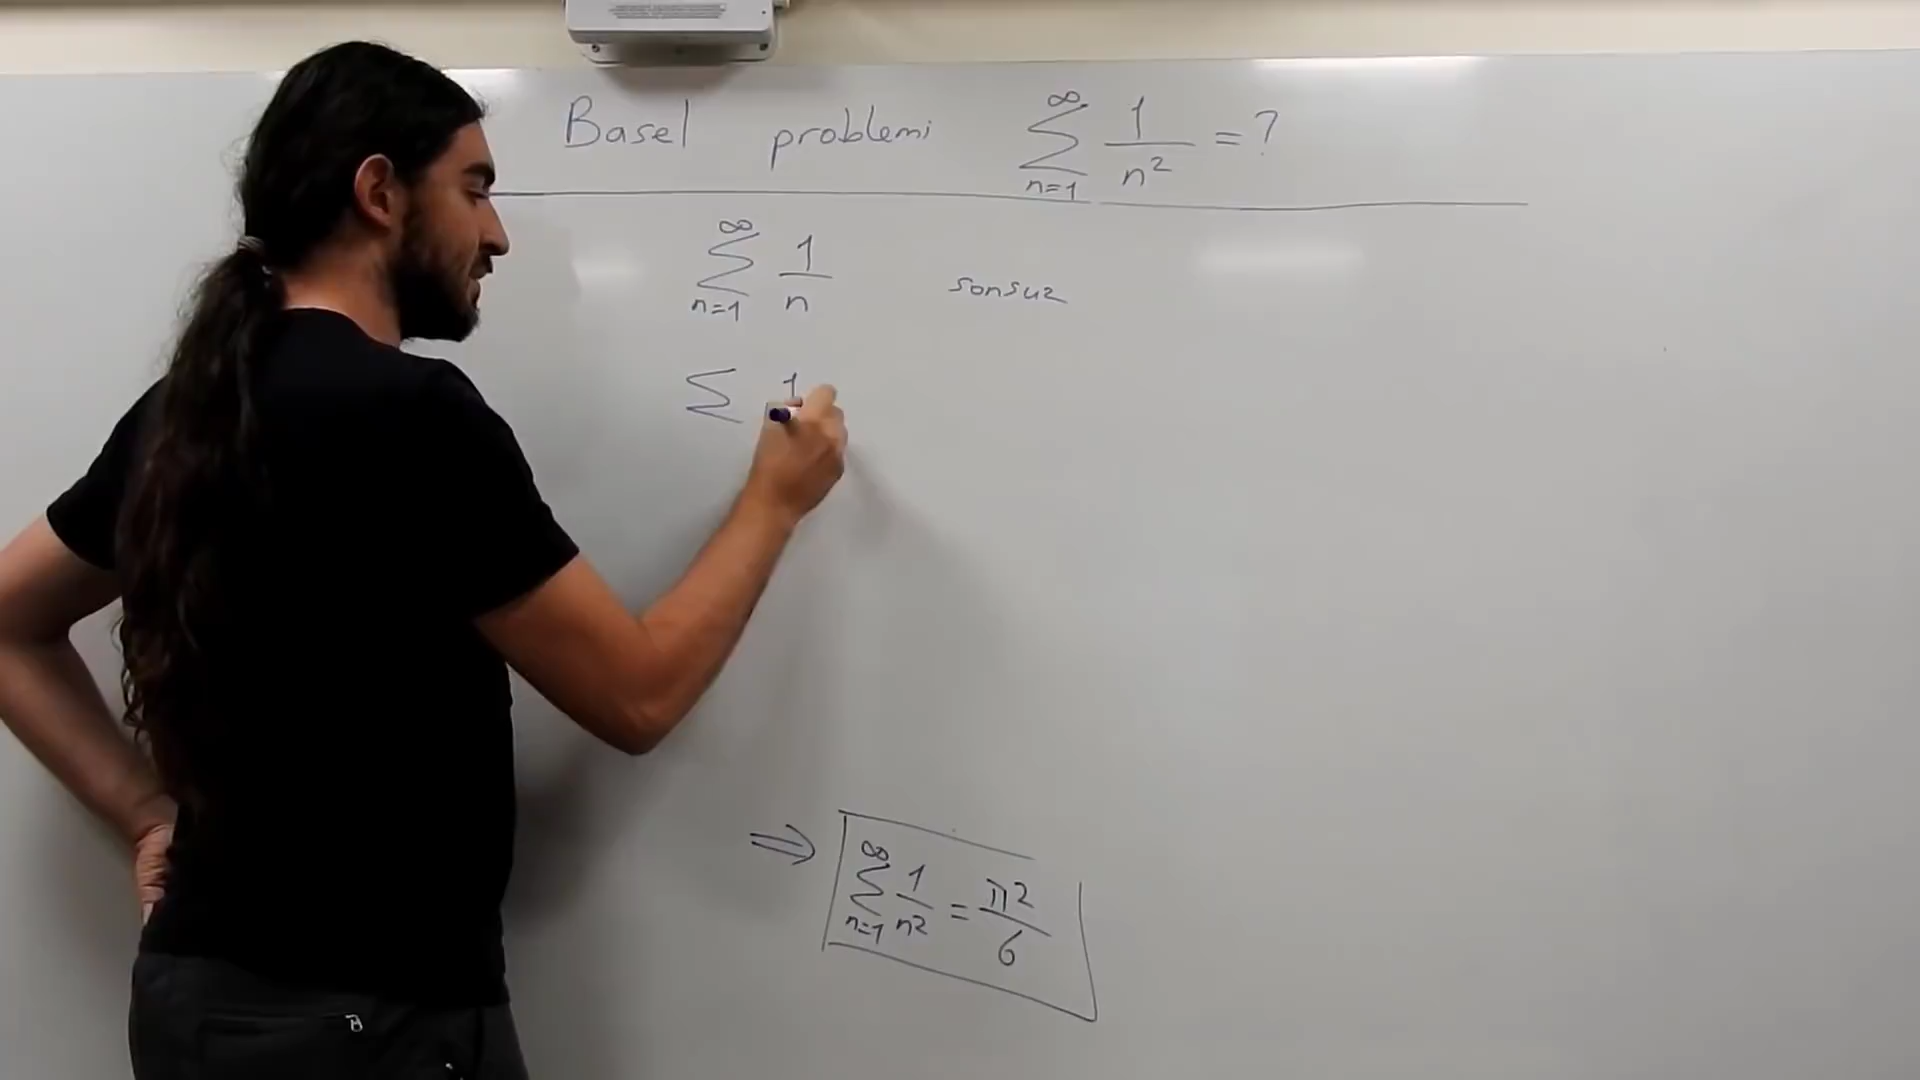 Basel problemi ∞ ∑ n=1 1/n² = ?
∞ ∑ n=1 1/n sonsuz
∑ 1
⇒ ∞ ∑ n=1 1/n² = π²/6